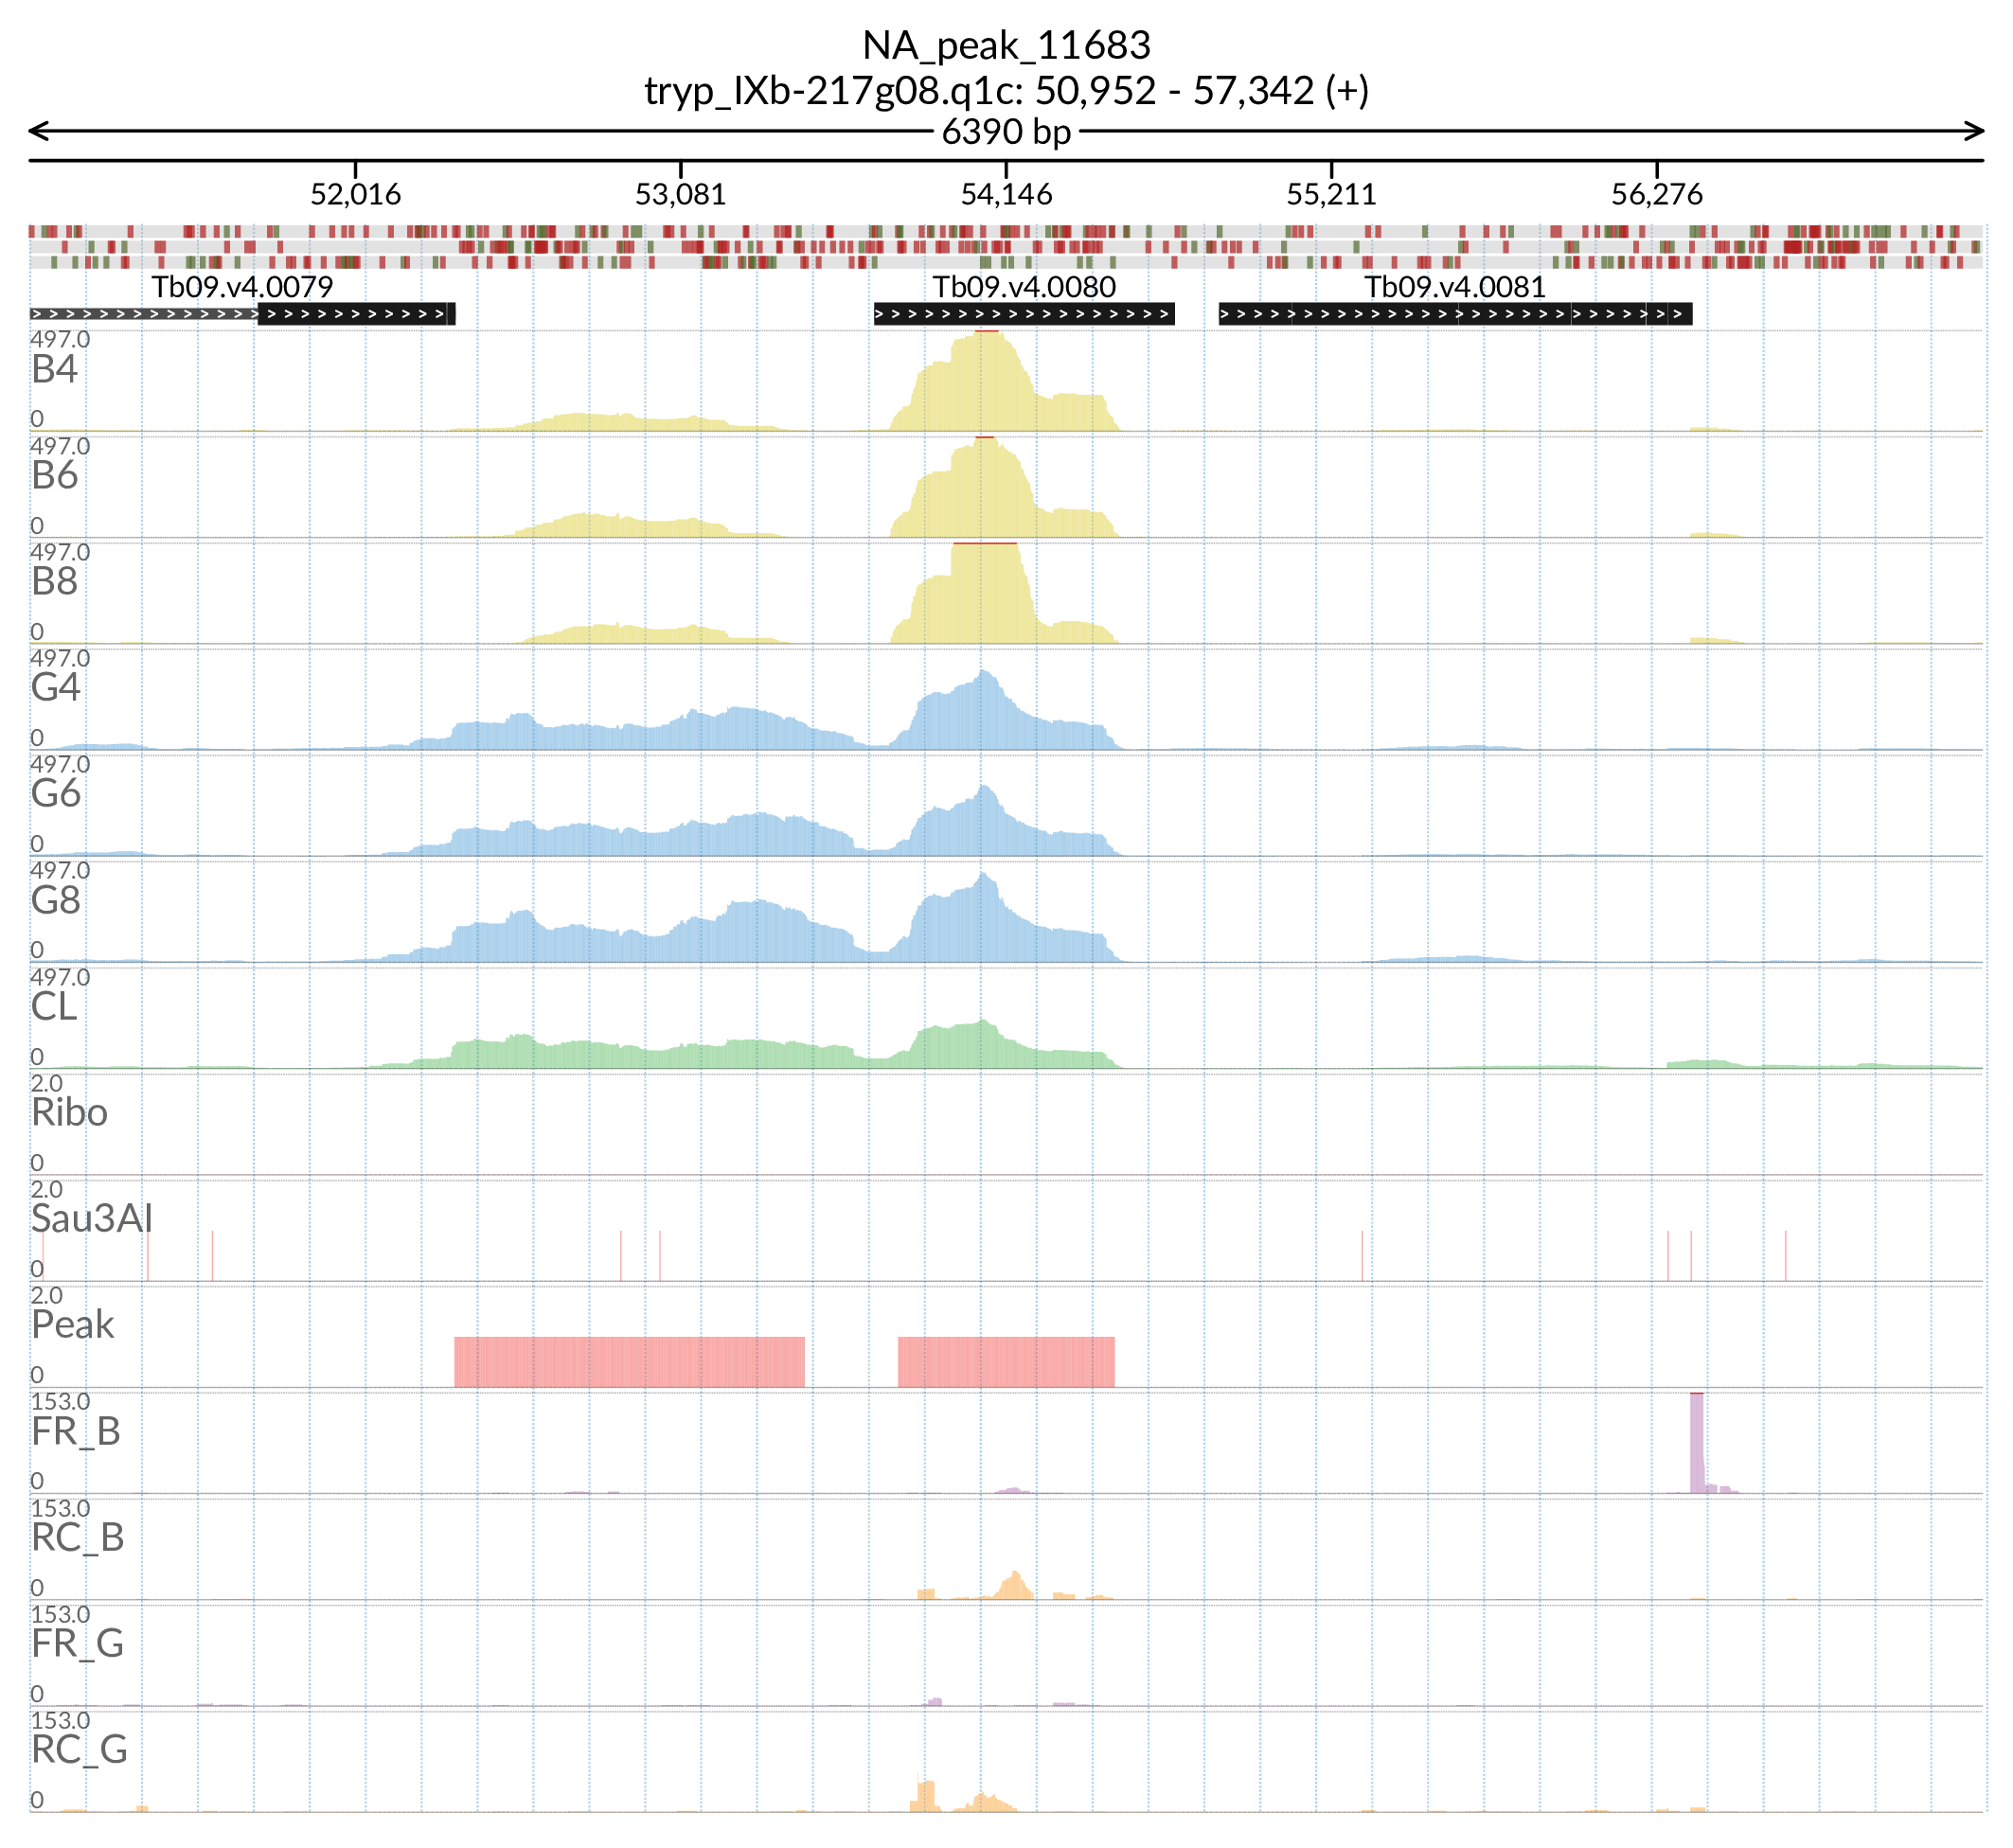 NA_peak_11683
tryp_IXb-217g08.q1c: 50,952 - 57,342 (+)
6390 bp
52,016 53,081 54,146 55,211 56,276
Tb09.v4.0079 Tb09.v4.0080 Tb09.v4.0081
497.0
B4
0
497.0
B6
0
497.0
B8
0
497.0
G4
0
497.0
G6
0
497.0
G8
0
497.0
CL
0
2.0
Ribo
0
2.0
Sau3AI
0
2.0
Peak
0
153.0
FR_B
0
153.0
RC_B
0
153.0
FR_G
0
153.0
RC_G
0